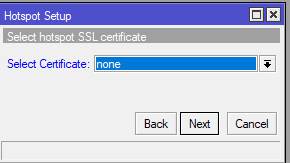 Hotspot Setup
Select hotspot SSL certificate
Select Certificate: none
Back Next Cancel